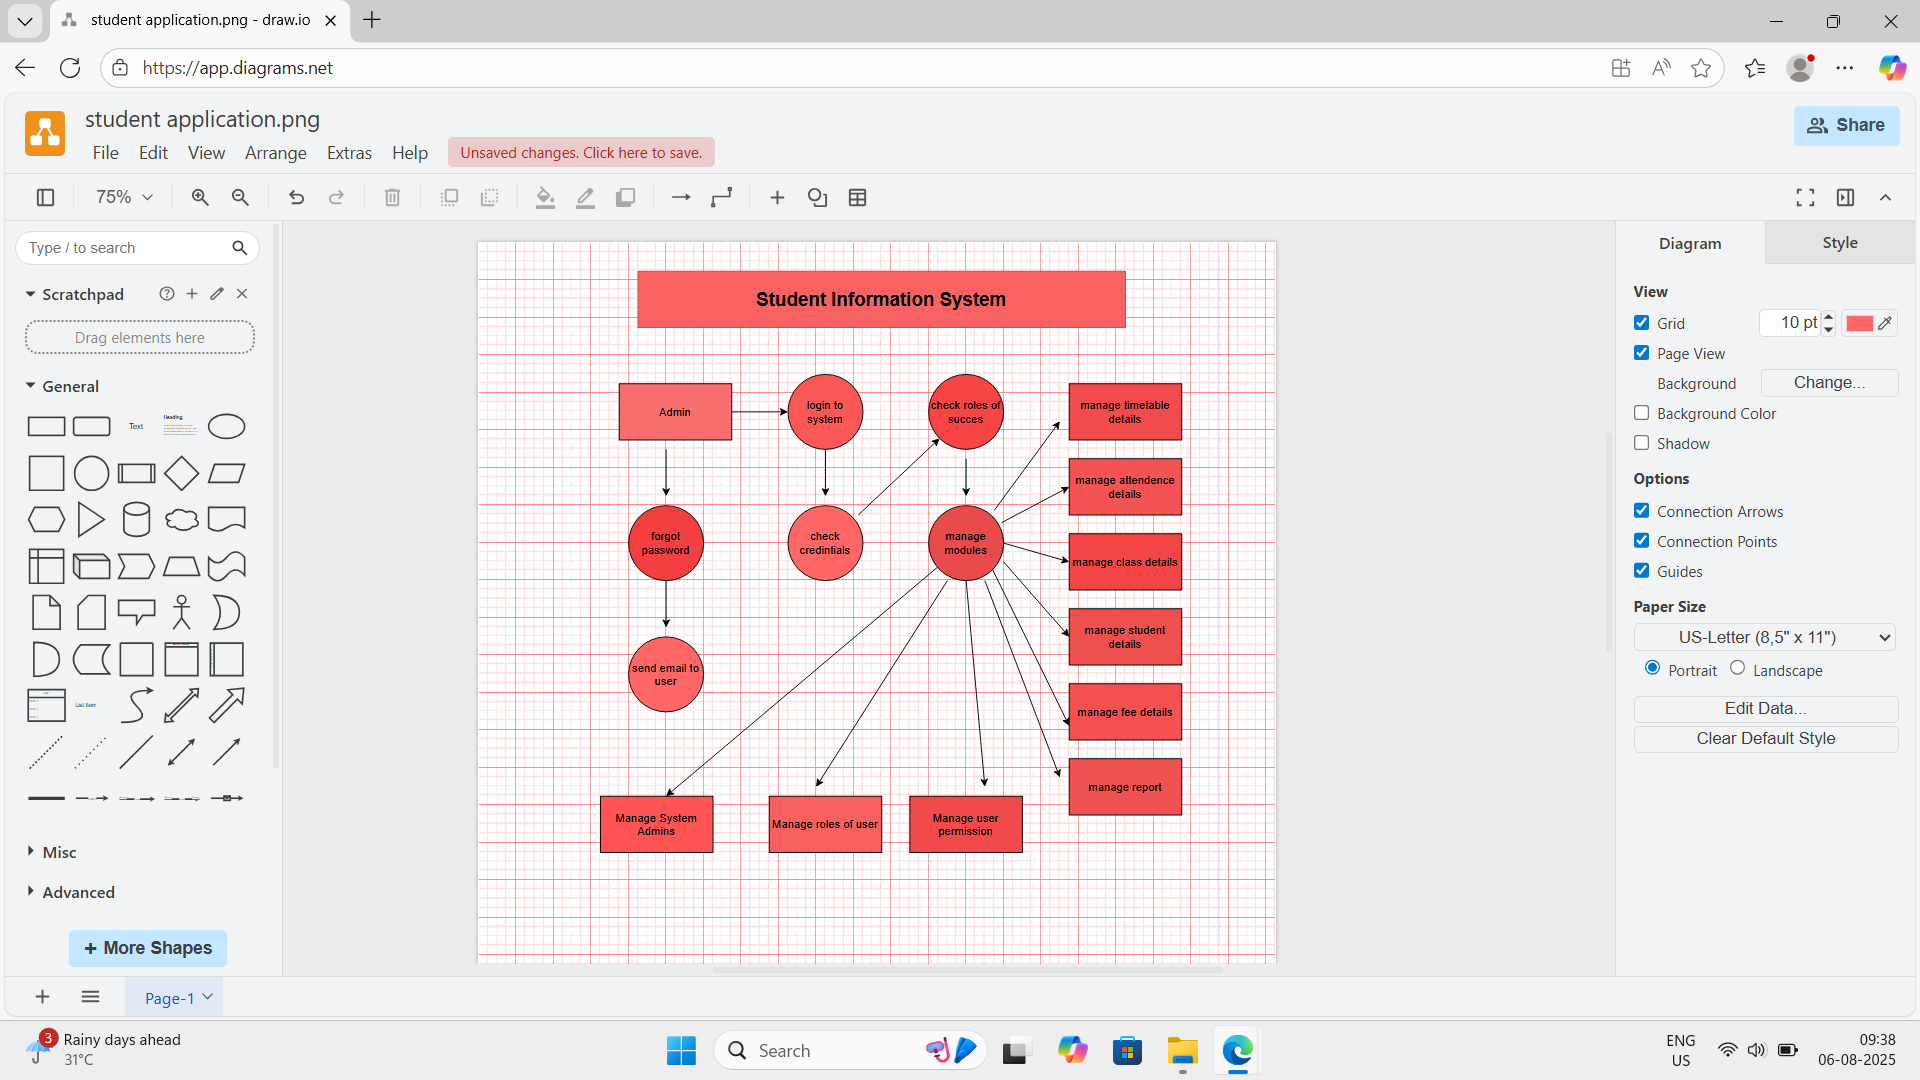 student application.png - draw.io
https://app.diagrams.net
student application.png
File Edit View Arrange Extras Help
Unsaved changes. Click here to save.
Share
75%
Type / to search
Scratchpad
Drag elements here
General
Text
Heading
List Item
Misc
Advanced
+ More Shapes
Student Information System
Admin
login to
system
check roles of
succes
manage timetable
details
manage attendence
details
forgot
password
check
credintials
manage
modules
manage class details
manage student
details
send email to
user
manage fee details
manage report
Manage System
Admins
Manage roles of user
Manage user
permission
Diagram
Style
View
Grid
10 pt
Page View
Background
Change...
Background Color
Shadow
Options
Connection Arrows
Connection Points
Guides
Paper Size
US-Letter (8,5" x 11")
Portrait
Landscape
Edit Data...
Clear Default Style
Page-1
3
Rainy days ahead
31°C
Search
ENG
US
09:38
06-08-2025